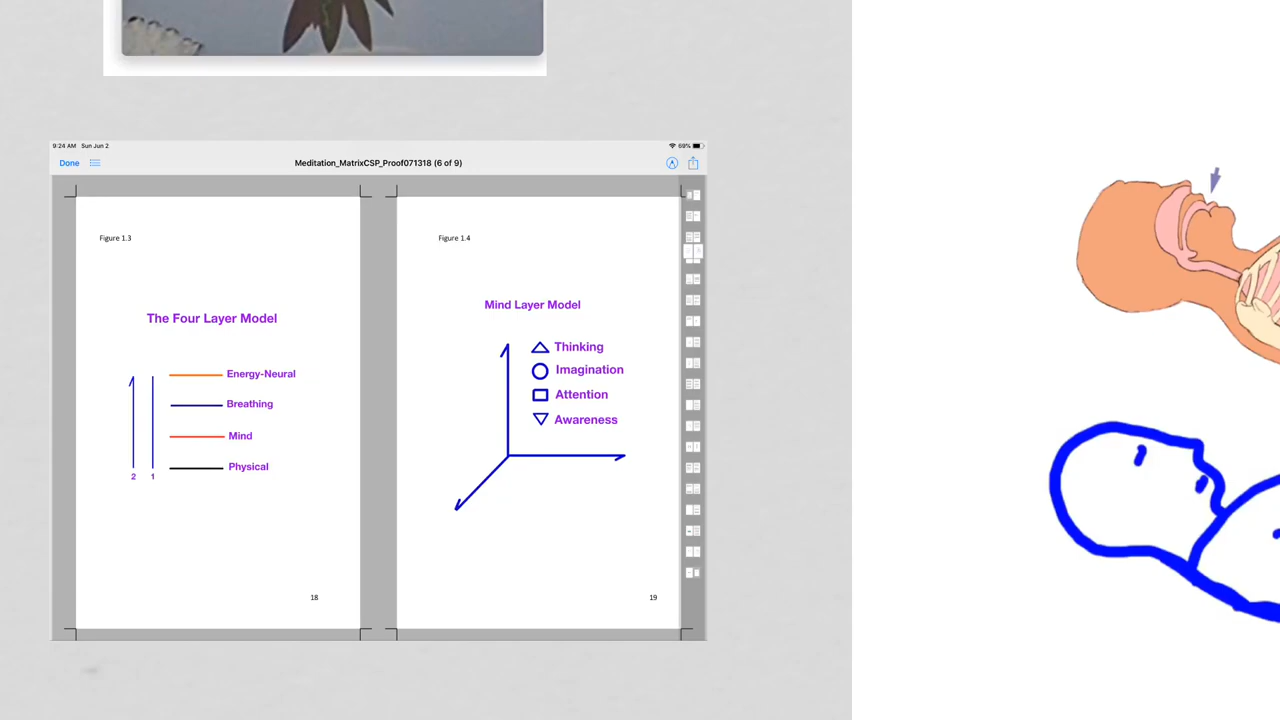 9:24 AM Sun Jun 2
69%
Done
Meditation_MatrixCSP_Proof071318 (6 of 9)
Figure 1.3
The Four Layer Model
Energy-Neural
Breathing
Mind
Physical
2 1
18
Figure 1.4
Mind Layer Model
Thinking
Imagination
Attention
Awareness
19